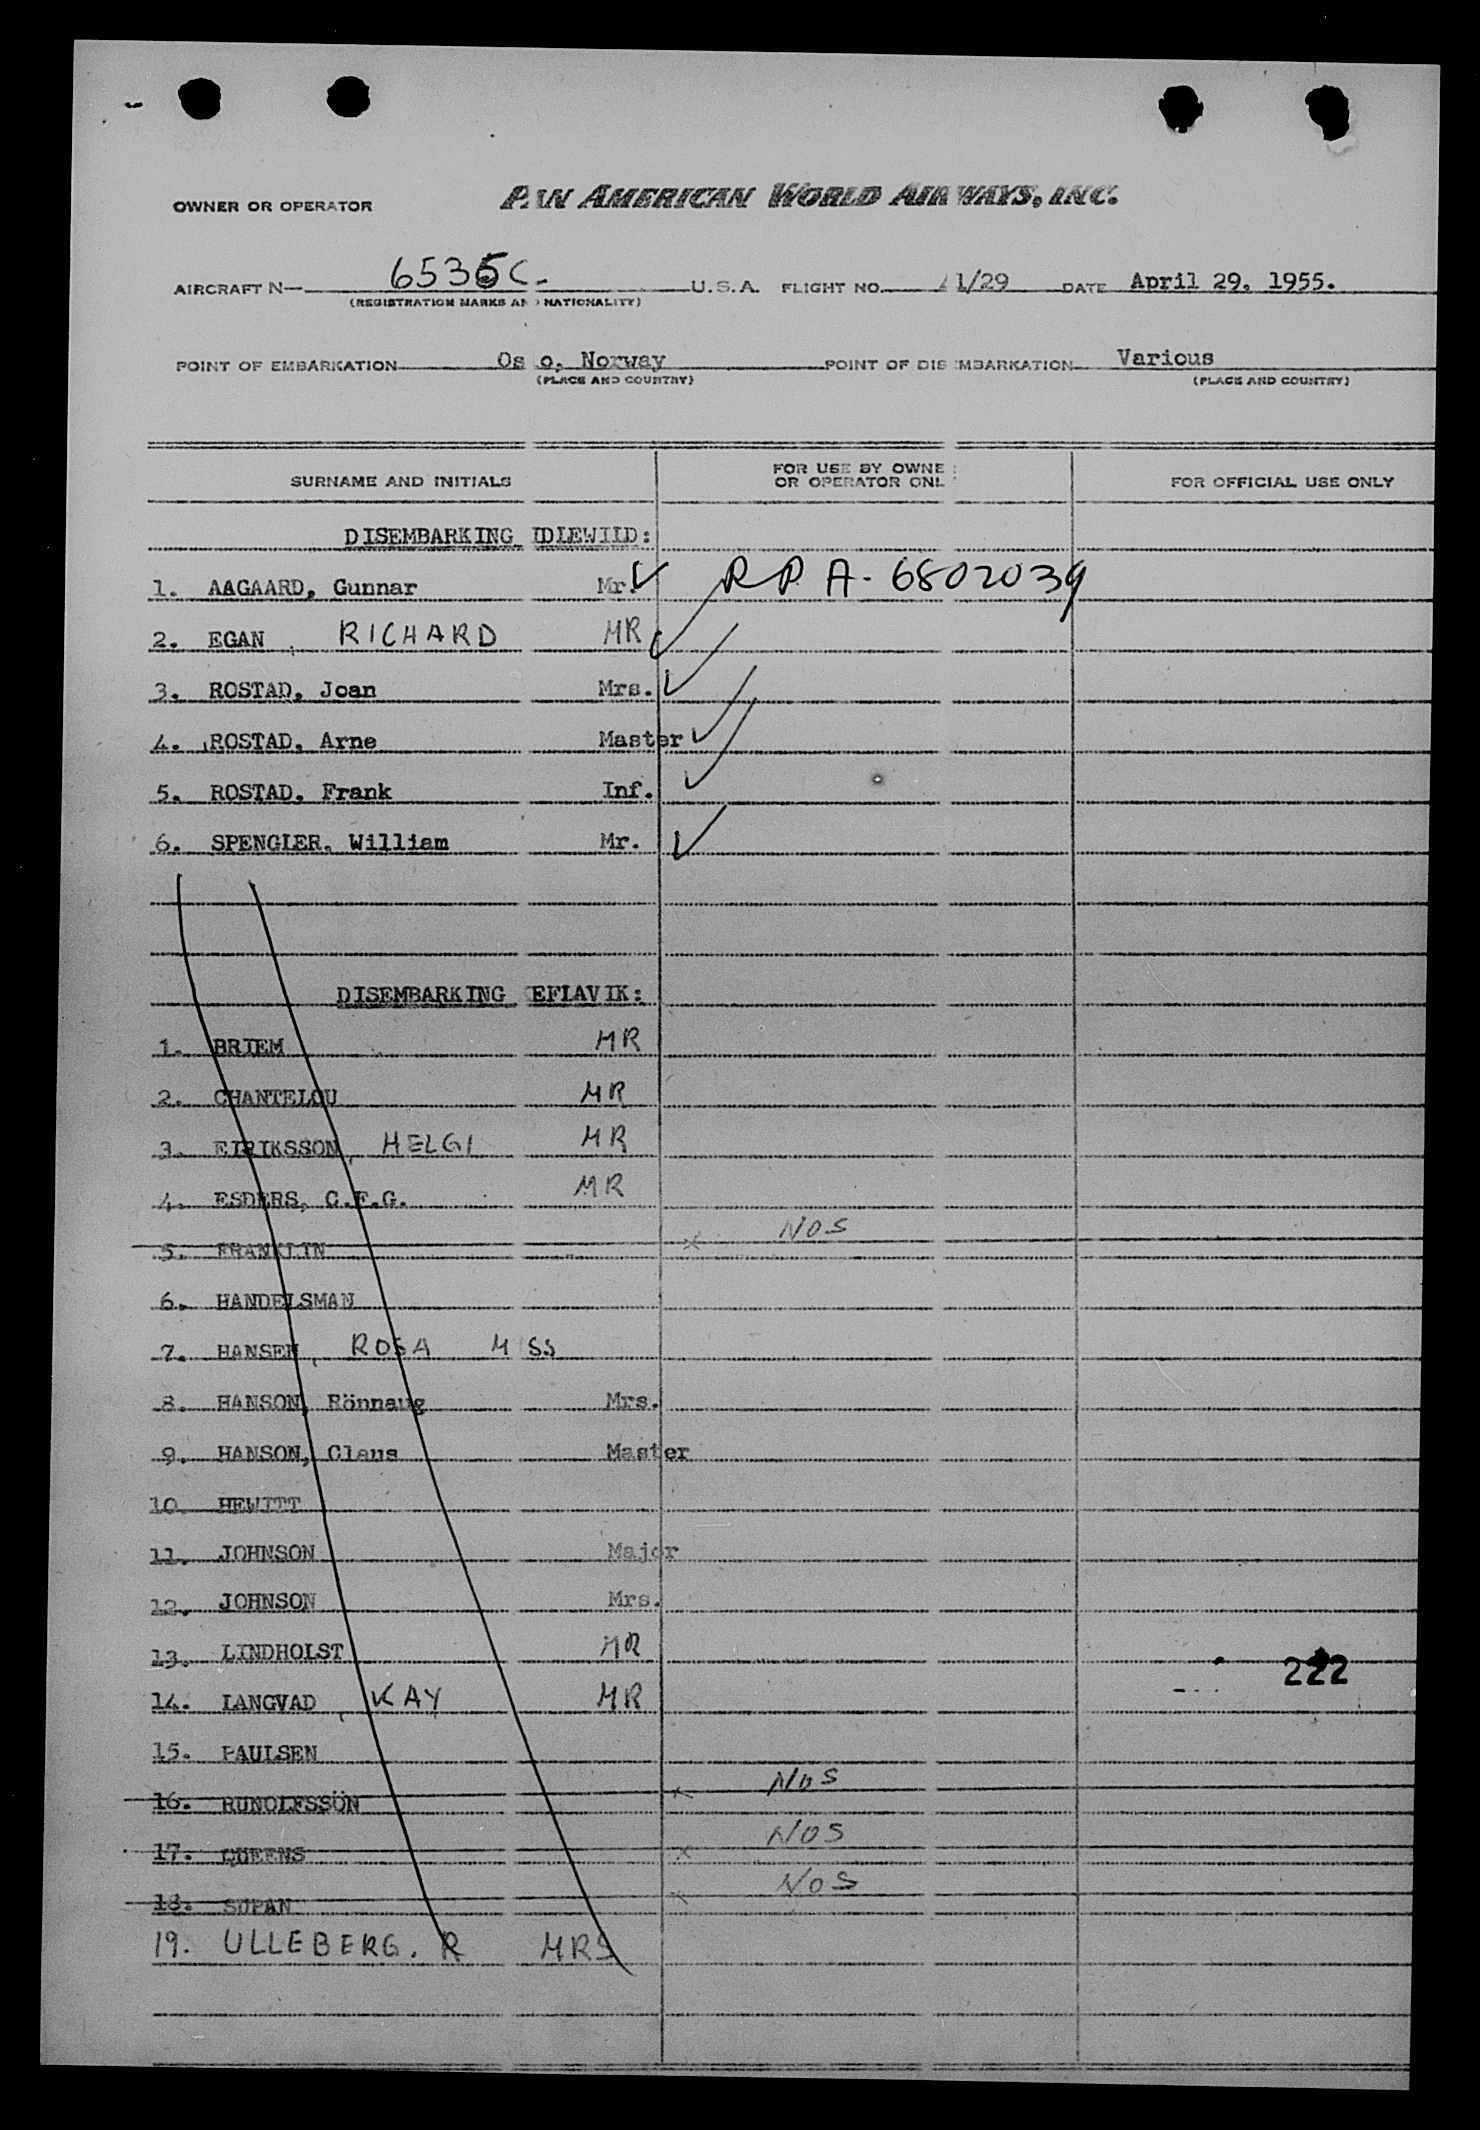 OWNER OR OPERATOR PAN AMERICAN WORLD AIRWAYS, INC.
AIRCRAFT N— 6535C- U.S.A. FLIGHT NO. 1/29 DATE April 29, 1955.
(REGISTRATION MARKS AND NATIONALITY)
POINT OF EMBARKATION Os o, Norway POINT OF DISEMBARKATION Various
(PLACE AND COUNTRY) (PLACE AND COUNTRY)
SURNAME AND INITIALS FOR USE BY OWNER OR OPERATOR ONLY FOR OFFICIAL USE ONLY
DISEMBARKING IDLEWILD:
1. AAGAARD, Gunnar Mr. RPA-6802039
2. EGAN, RICHARD MR
3. ROSTAD, Joan Mrs.
4. ROSTAD, Arne Master
5. ROSTAD, Frank Inf.
6. SPENGLER, William Mr.
DISEMBARKING KEFLAVIK:
1. BRIEM MR
2. CHANTELOU MR
3. EIRIKSSON, HELGI MR
4. ESDERS, C.F.G. MR
5. FRANKLIN x NOS
6. HANDELSMAN
7. HANSEN, ROSA MISS
8. HANSON, Rönnaug Mrs.
9. HANSON, Claus Master
10. HEWITT
11. JOHNSON Major
12. JOHNSON Mrs.
13. LINDHOLST MR
14. LANGVAD, KAY MR
222
15. PAULSEN
16. RUNOLFSSÖN x NOS
17. QUEENS x NOS
18. SUPAN x NOS
19. ULLEBERG. R MRS